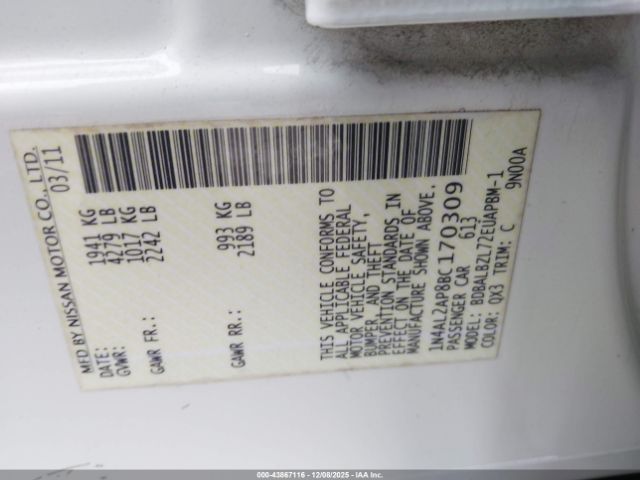 MFD BY NISSAN MOTOR CO., LTD.
DATE: 03/11
GVWR: 1941 KG
4279 LB
GAWR FR.: 1017 KG
2242 LB
GAWR RR.: 993 KG
2189 LB
THIS VEHICLE CONFORMS TO
ALL APPLICABLE FEDERAL
MOTOR VEHICLE SAFETY,
BUMPER, AND THEFT
PREVENTION STANDARDS IN
EFFECT ON THE DATE OF
MANUFACTURE SHOWN ABOVE.
1N4AL2AP8BC170309
PASSENGER CAR 613
MODEL: BDBALBZL72EUAPBM-1
COLOR: QX3 TRIM: C 9N00A
000-43867116 - 12/08/2025 - IAA Inc.